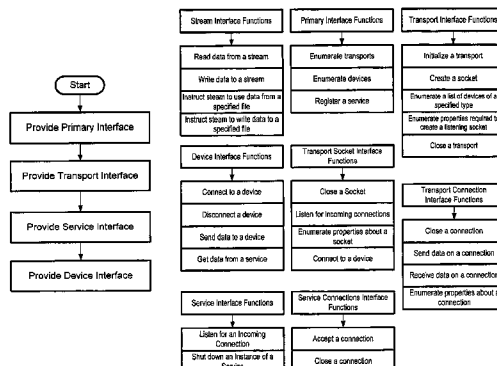 Start
Provide Primary Interface
Provide Transport Interface
Provide Service Interface
Provide Device Interface
Stream Interface Functions
Read data from a stream
Write data to a stream
Instruct steam to use data from a
specified file
Instruct steam to write data to a
specified file
Primary Interface Functions
Enumerate transports
Enumerate devices
Register a service
Transport Interface Functions
Initialize a transport
Create a socket
Enumerate a list of devices of a
specified type
Enumerate properties required to
create a listening socket
Close a transport
Device Interface Functions
Connect to a device
Disconnect a device
Send data to a device
Get data from a service
Transport Socket Interface
Functions
Close a Socket
Listen for incoming connections
Enumerate properties about a
socket
Connect to a device
Transport Connection
Interface Functions
Close a connection
Send data on a connection
Receive data on a connection
Enumerate properties about a
connection
Service Interface Functions
Listen for an Incoming
Connection
Shut down an Instance of a
Service
Service Connections Interface
Functions
Accept a connection
Close a connection